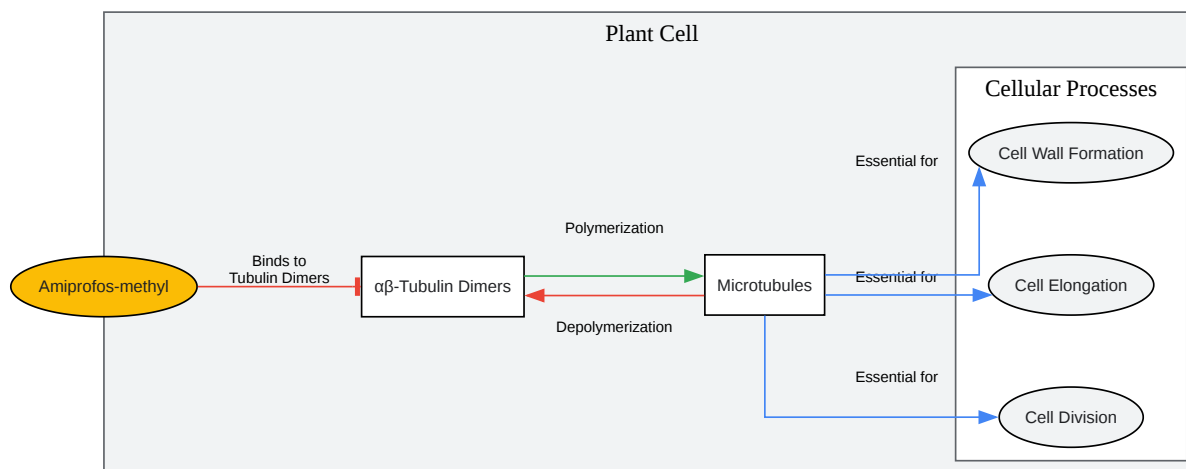 Plant Cell
Cellular Processes
Cell Wall Formation
Essential for
Polymerization
Binds to
Tubulin Dimers
Amiprofos-methyl
αβ-Tubulin Dimers
Microtubules
Essential for
Cell Elongation
Depolymerization
Essential for
Cell Division